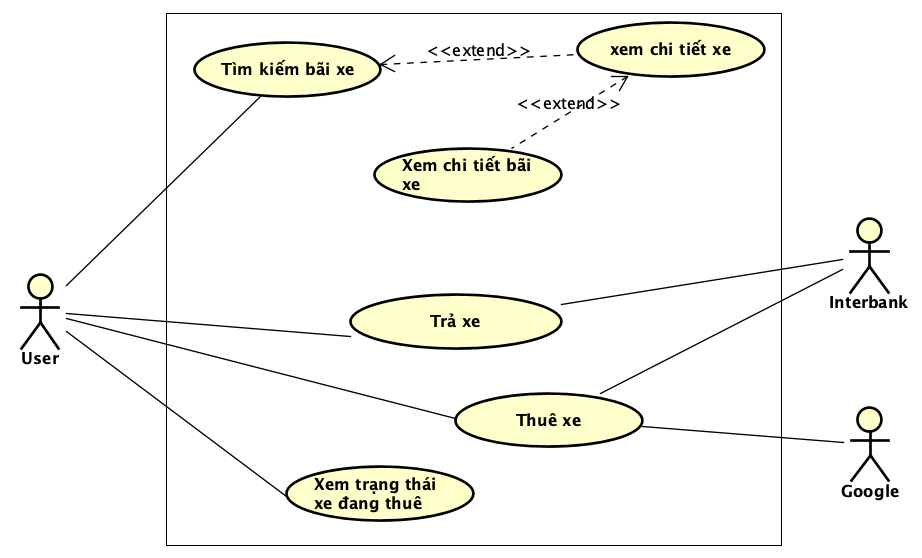 Tìm kiếm bãi xe
<<extend>>
xem chi tiết xe
<<extend>>
Xem chi tiết bãi
xe
User
Trả xe
Interbank
Thuê xe
Xem trạng thái
xe đang thuê
Google